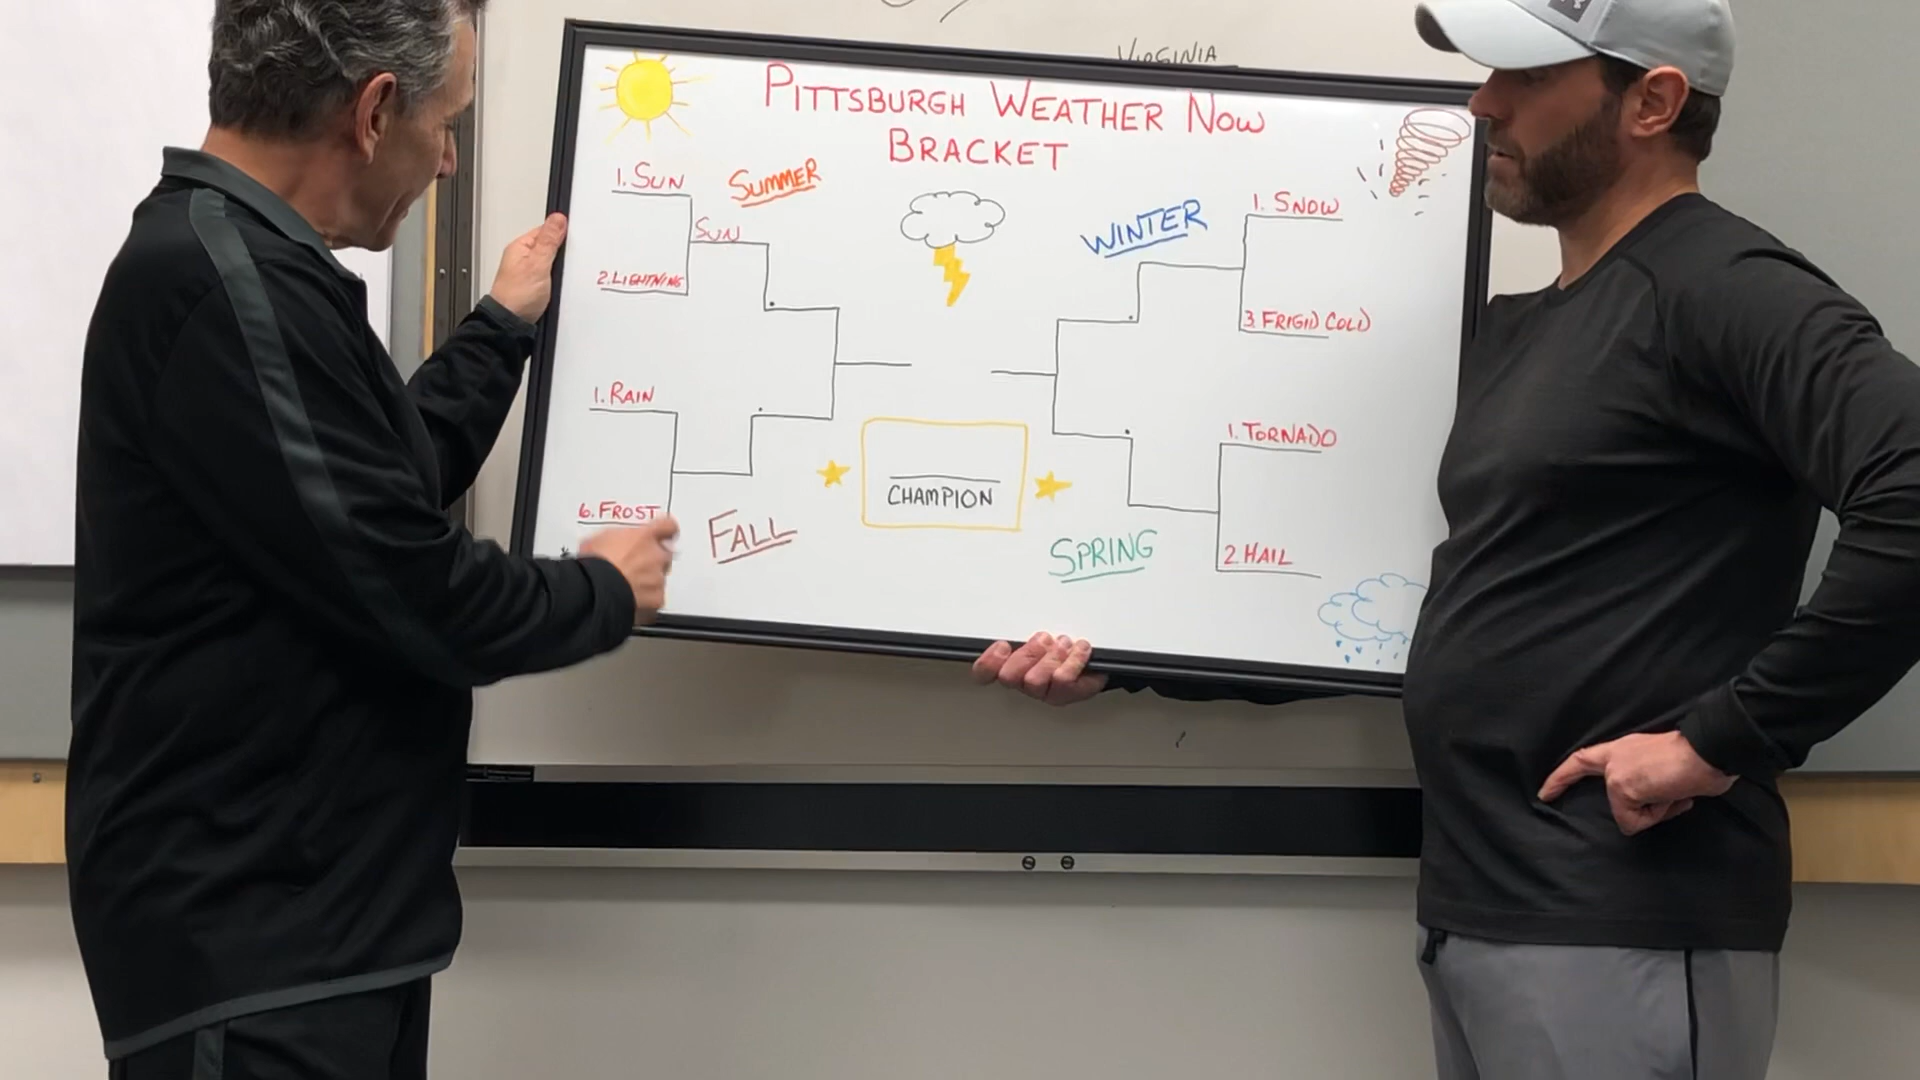 VIRGINIA
PITTSBURGH WEATHER NOW
BRACKET
1. SUN
SUMMER
SUN
2. LIGHTNING
WINTER
1. SNOW
3. FRIGID COLD
1. RAIN
6. FROST
FALL
CHAMPION
1. TORNADO
SPRING
2. HAIL